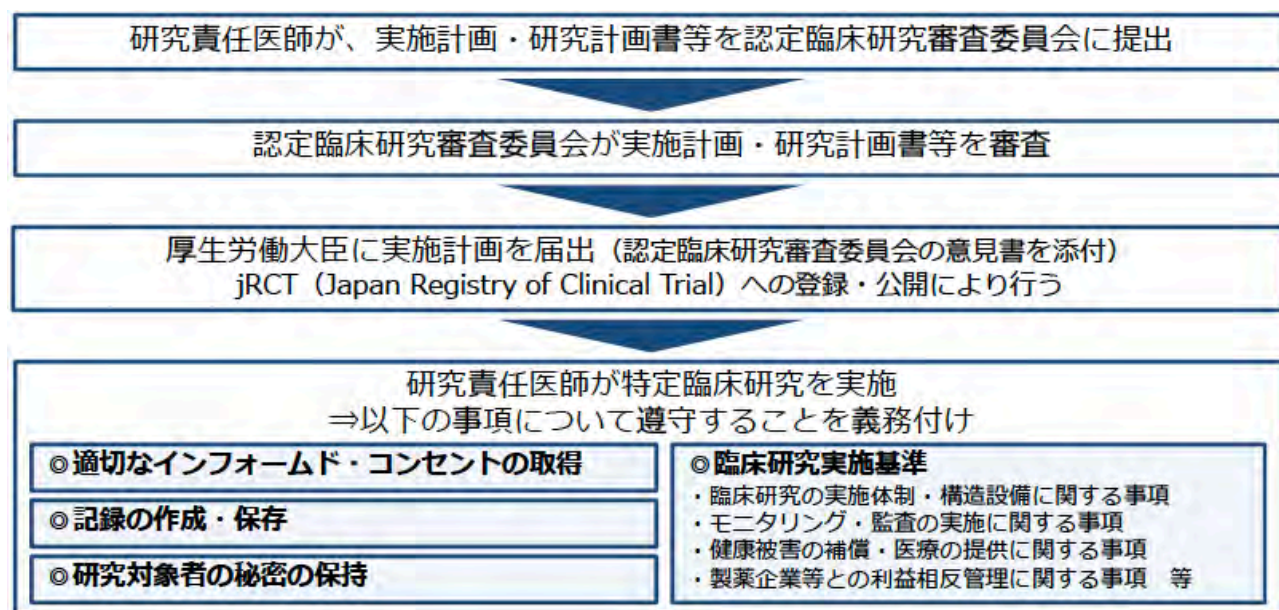 研究責任医師が、実施計画・研究計画書等を認定臨床研究審査委員会に提出
認定臨床研究審査委員会が実施計画・研究計画書等を審査
厚生労働大臣に実施計画を届出（認定臨床研究審査委員会の意見書を添付）
jRCT（Japan Registry of Clinical Trial）への登録・公開により行う
研究責任医師が特定臨床研究を実施
⇒以下の事項について遵守することを義務付け
◎適切なインフォームド・コンセントの取得
◎記録の作成・保存
◎研究対象者の秘密の保持
◎臨床研究実施基準
・臨床研究の実施体制・構造設備に関する事項
・モニタリング・監査の実施に関する事項
・健康被害の補償・医療の提供に関する事項
・製薬企業等との利益相反管理に関する事項　等